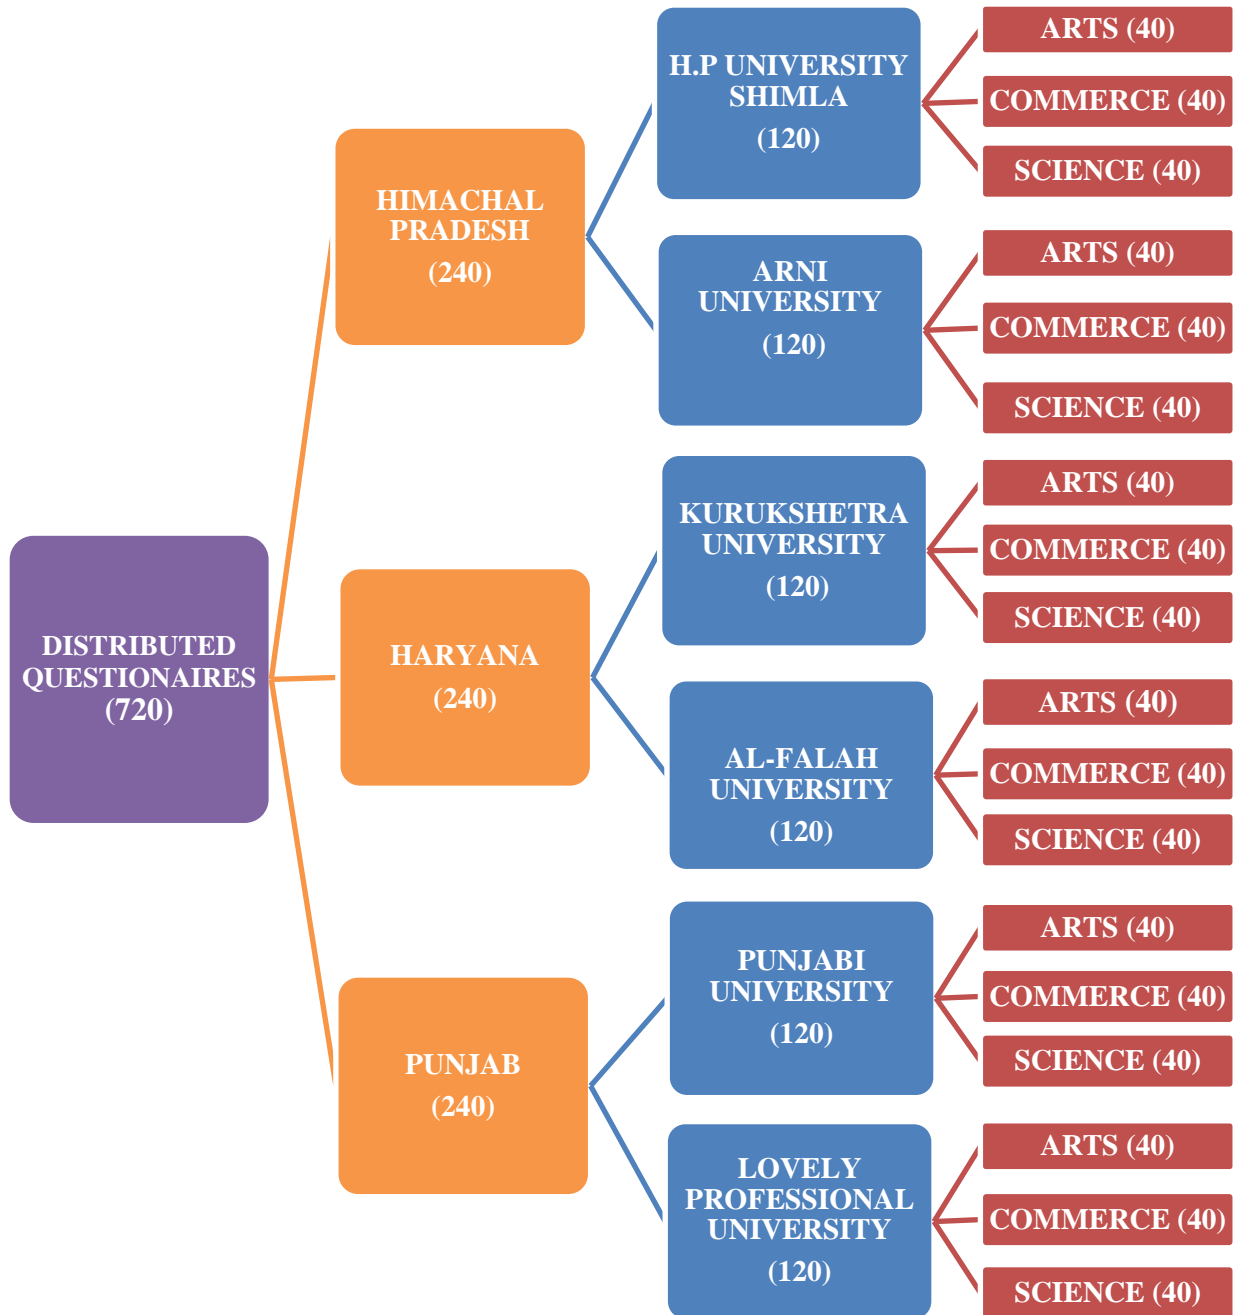 DISTRIBUTED
QUESTIONAIRES
(720)
HIMACHAL
PRADESH
(240)
H.P UNIVERSITY
SHIMLA
(120)
ARTS (40)
COMMERCE (40)
SCIENCE (40)
ARNI
UNIVERSITY
(120)
ARTS (40)
COMMERCE (40)
SCIENCE (40)
HARYANA
(240)
KURUKSHETRA
UNIVERSITY
(120)
ARTS (40)
COMMERCE (40)
SCIENCE (40)
AL-FALAH
UNIVERSITY
(120)
ARTS (40)
COMMERCE (40)
SCIENCE (40)
PUNJAB
(240)
PUNJABI
UNIVERSITY
(120)
ARTS (40)
COMMERCE (40)
SCIENCE (40)
LOVELY
PROFESSIONAL
UNIVERSITY
(120)
ARTS (40)
COMMERCE (40)
SCIENCE (40)